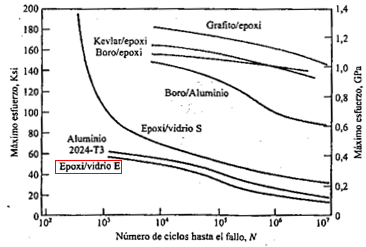 200
180
160
140
120
100
80
60
40
20
0
Máximo esfuerzo, Ksi
Grafito/epoxi
Kevlar/epoxi
Boro/epoxi
Boro/Aluminio
Epoxi/vidrio S
Aluminio
2024-T3
Epoxi/vidrio E
1,4
1,2
1,0
0,8
0,6
0,4
0,2
0
Máximo esfuerzo, GPa
10²
10³
10⁴
10⁵
10⁶
10⁷
Número de ciclos hasta el fallo, N